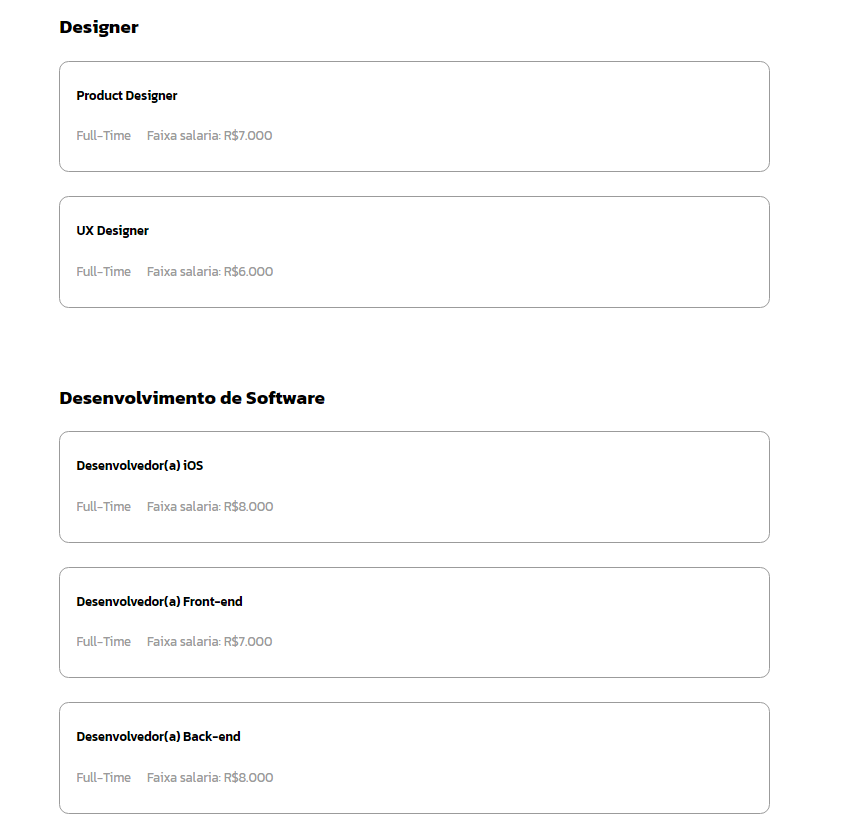 Designer
Product Designer
Full-Time Faixa salaria: R$7.000
UX Designer
Full-Time Faixa salaria: R$6.000
Desenvolvimento de Software
Desenvolvedor(a) iOS
Full-Time Faixa salaria: R$8.000
Desenvolvedor(a) Front-end
Full-Time Faixa salaria: R$7.000
Desenvolvedor(a) Back-end
Full-Time Faixa salaria: R$8.000